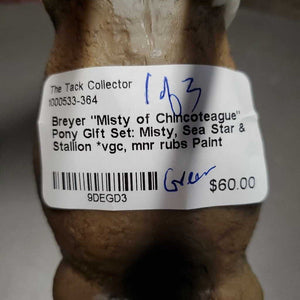 The Tack Collector
1000533-364
1 of 3
Breyer "Misty of Chincoteague"
Pony Gift Set: Misty, Sea Star &
Stallion *vgc, mnr rubs Paint
9DEGD3
Green
$60.00